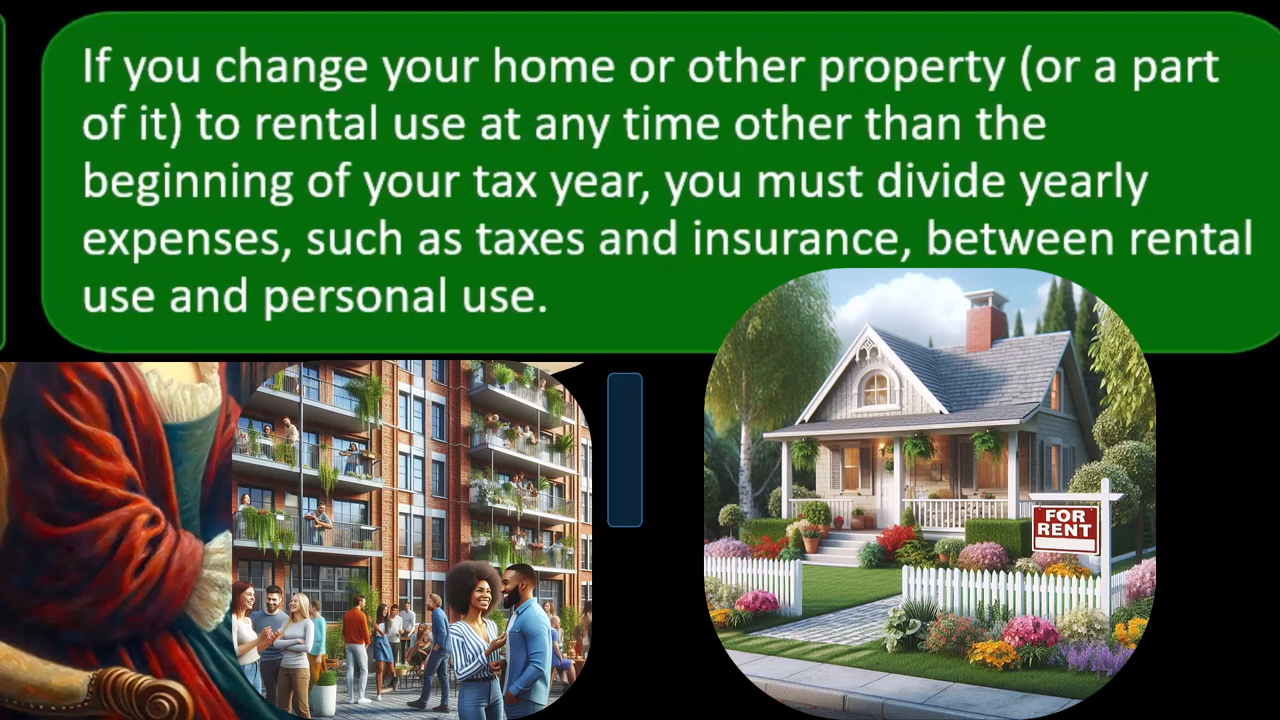 If you change your home or other property (or a part
of it) to rental use at any time other than the
beginning of your tax year, you must divide yearly
expenses, such as taxes and insurance, between rental
use and personal use.
FOR
RENT